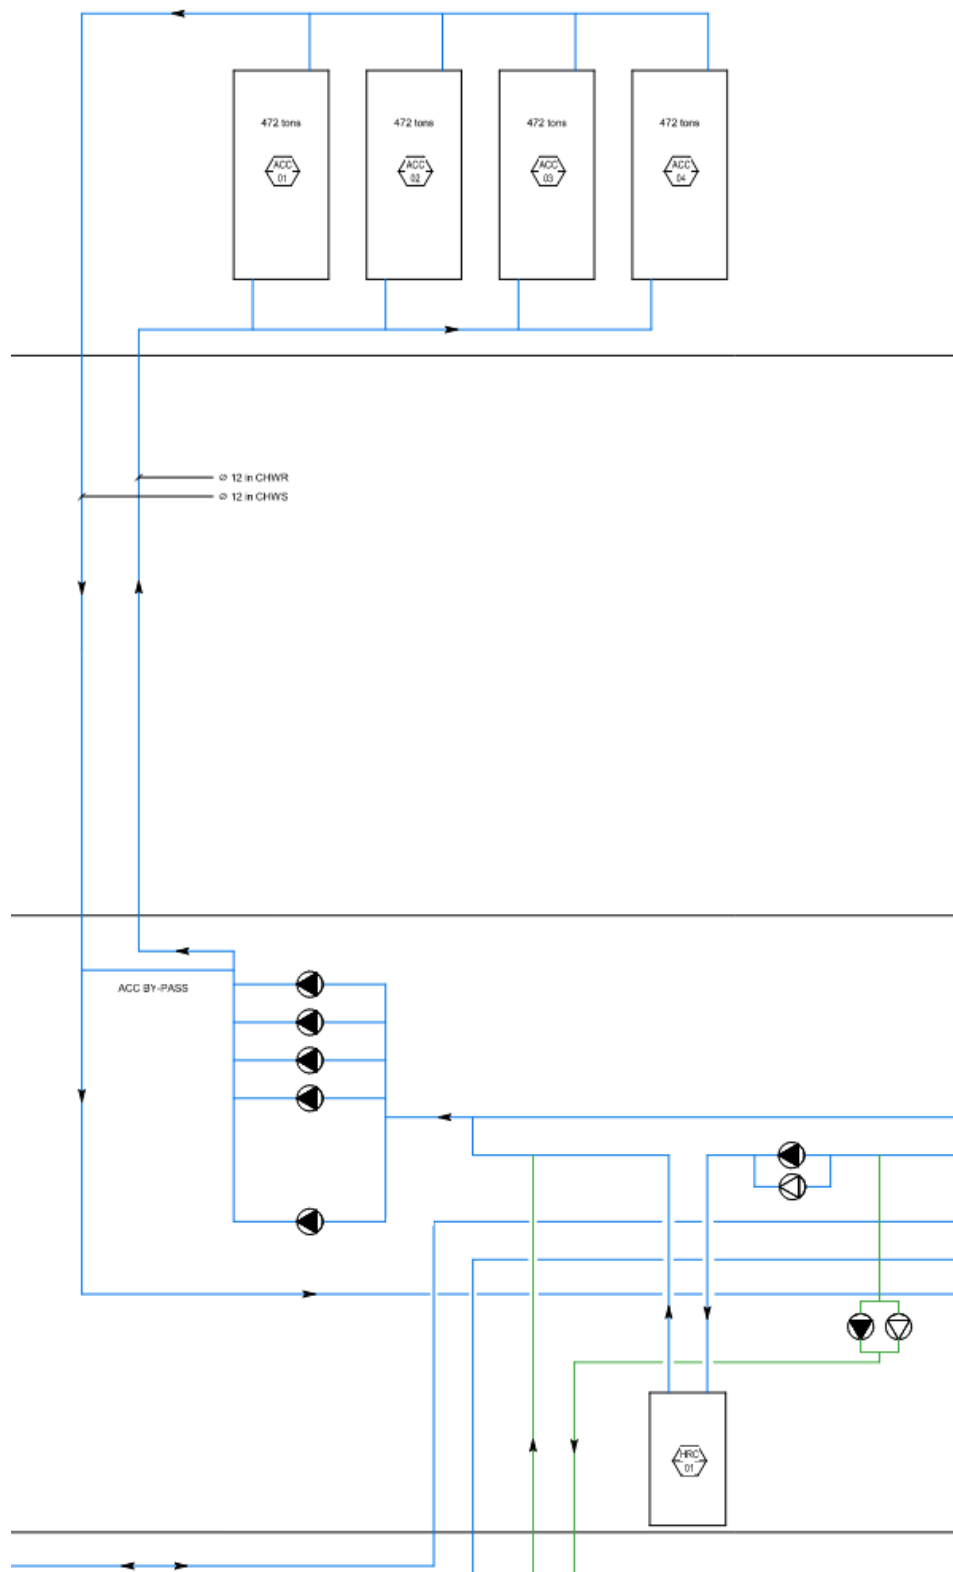 472 tons
472 tons
472 tons
472 tons
ACC
01
ACC
02
ACC
03
ACC
04
⌀ 12 in CHWR
⌀ 12 in CHWS
ACC BY-PASS
HRC
01